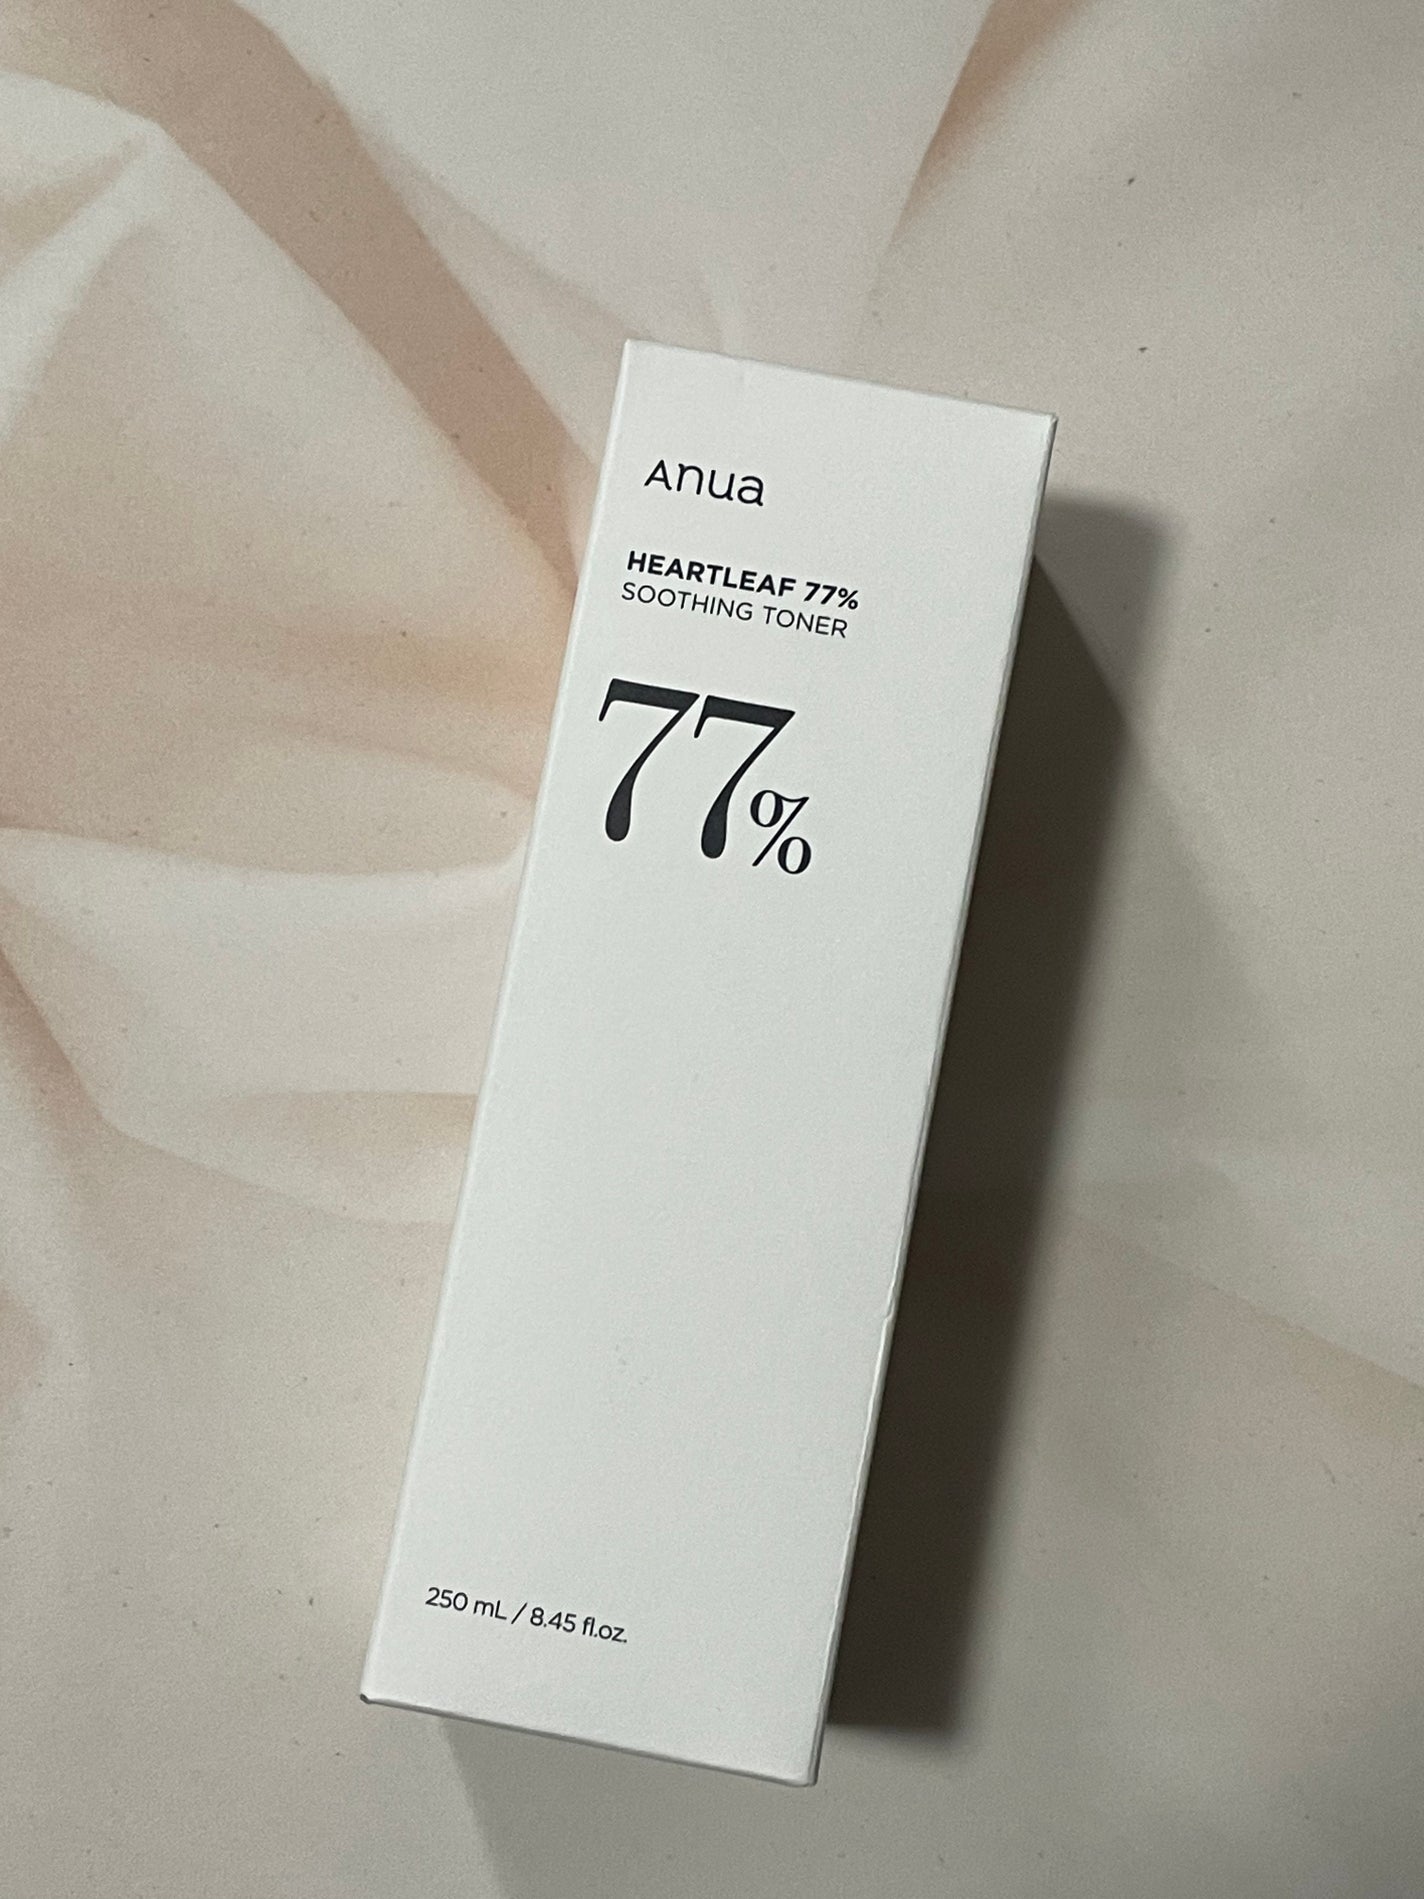 Anua
HEARTLEAF 77%
SOOTHING TONER
77%
250 mL / 8.45 fl.oz.